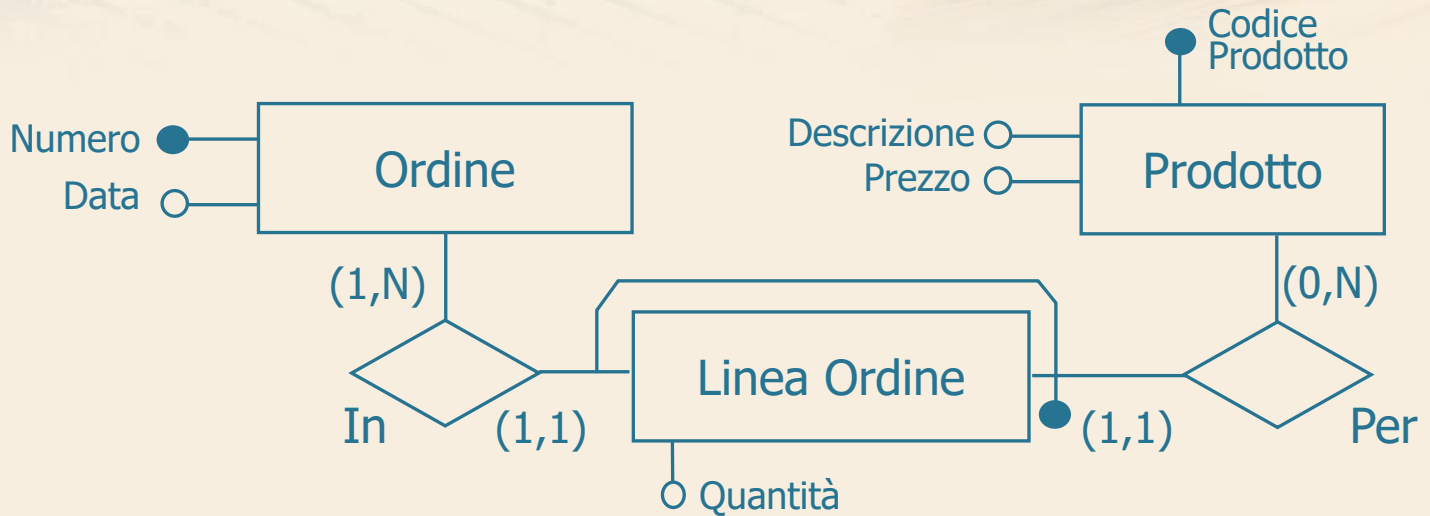 Codice
Prodotto
Numero
Data
Ordine
Descrizione
Prezzo
Prodotto
(1,N)
(0,N)
Linea Ordine
In
(1,1)
(1,1)
Per
Quantità